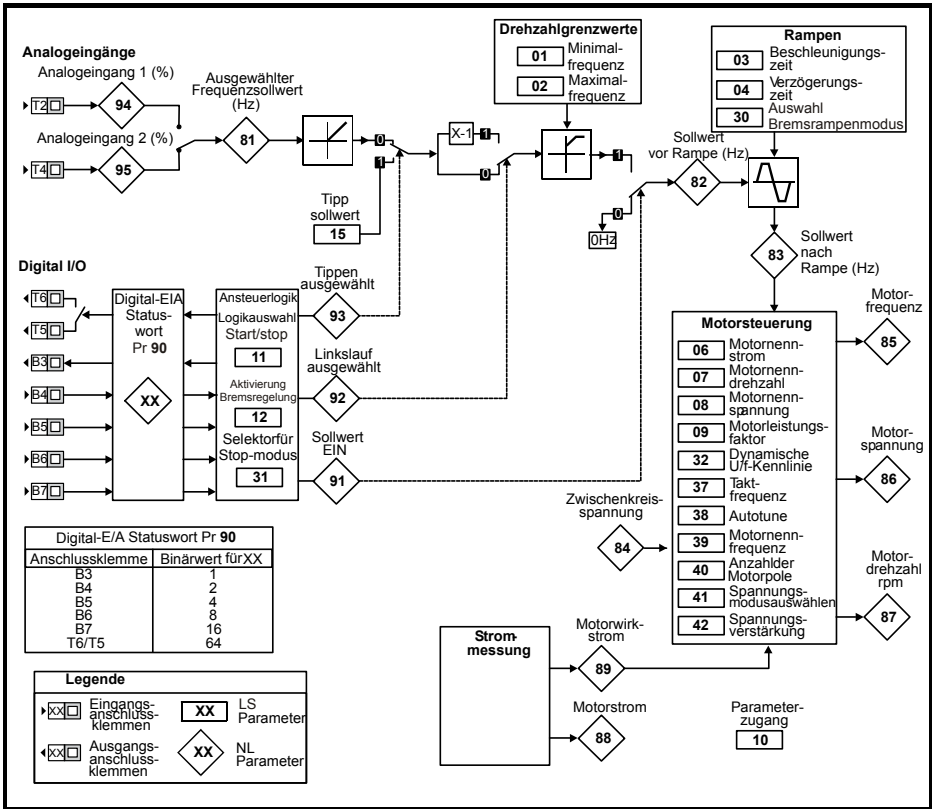 Analogeingänge
Analogeingang 1 (%)
T2
94
Analogeingang 2 (%)
T4
95
Ausgewählter
Frequenzsollwert
(Hz)
81
0
1
Tipp
sollwert
15
X-1
1
0
Drehzahlgrenzwerte
01
Minimal-
frequenz
02
Maximal-
frequenz
1
0
0Hz
Sollwert
vor Rampe (Hz)
82
Rampen
03
Beschleunigungs-
zeit
04
Verzögerungs-
zeit
30
Auswahl
Bremsrampenmodus
83
Sollwert
nach
Rampe (Hz)
Digital I/O
T6
T5
B3
B4
B5
B6
B7
Digital-EIA
Status-
wort
Pr 90
XX
Ansteuerlogik
Logikauswahl
Start/stop
11
Aktivierung
Bremsregelung
12
Selektorfür
Stop-modus
31
Tippen
ausgewählt
93
Linkslauf
ausgewählt
92
Sollwert
EIN
91
Motorsteuerung
06
Motornenn-
strom
07
Motornenn-
drehzahl
08
Motornenn-
spannung
09
Motorleistungs-
faktor
32
Dynamische
U/f-Kennlinie
37
Takt-
frequenz
38
Autotune
39
Motornenn-
frequenz
40
Anzahlder
Motorpole
41
Spannungs-
modusauswählen
42
Spannungs-
verstärkung
Motor-
frequenz
85
Motor-
spannung
86
Motor-
drehzahl
rpm
87
Zwischenkreis-
spannung
84
Strom-
messung
Motorwirk-
strom
89
Motorstrom
88
Parameter-
zugang
10
Digital-E/A Statuswort Pr 90
Anschlussklemme Binärwert fürXX
B3 1
B4 2
B5 4
B6 8
B7 16
T6/T5 64
Legende
XX
Eingangs-
anschluss-
klemmen
XX
LS
Parameter
XX
Ausgangs-
anschluss-
klemmen
XX
NL
Parameter